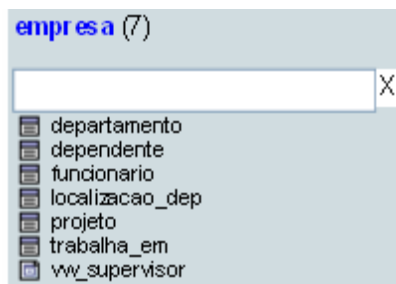 empresa (7)
X
departamento
dependente
funcionario
localizacao_dep
projeto
trabalha_em
vw_supervisor